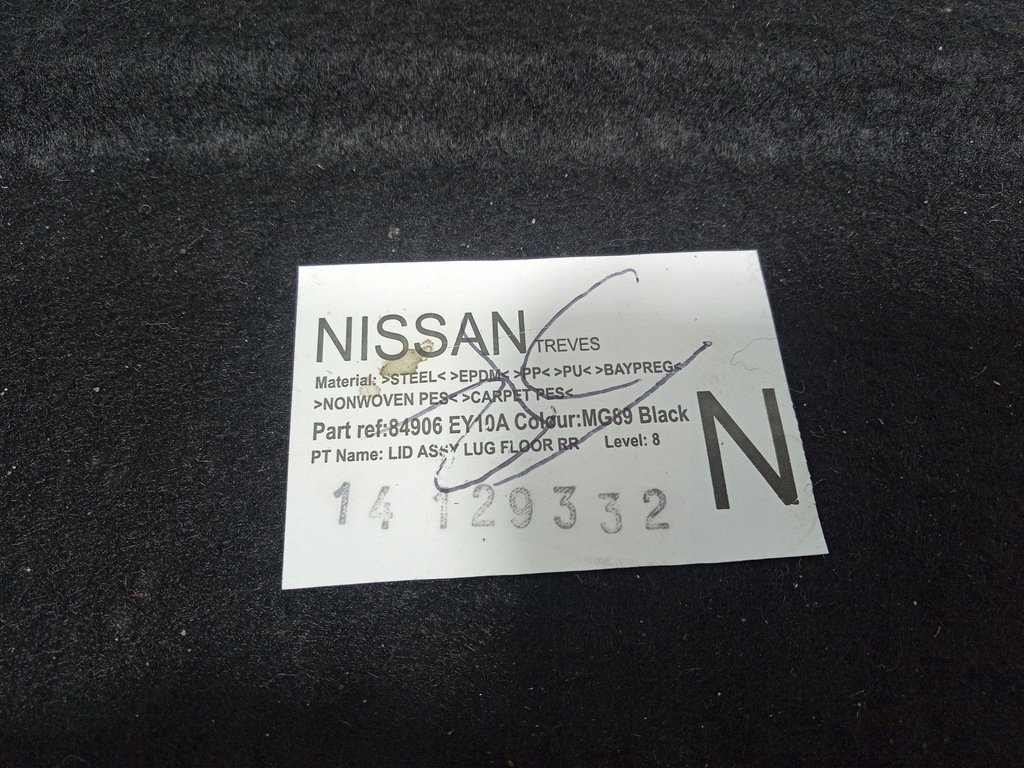 NISSAN TREVES
Material: >STEEL< >EPDM< >PP< >PU< >BAYPREG<
>NONWOVEN PES< >CARPET PES<
Part ref:84906 EY10A Colour:MG89 Black
PT Name: LID ASSY LUG FLOOR RR Level: 8
N
14 129332